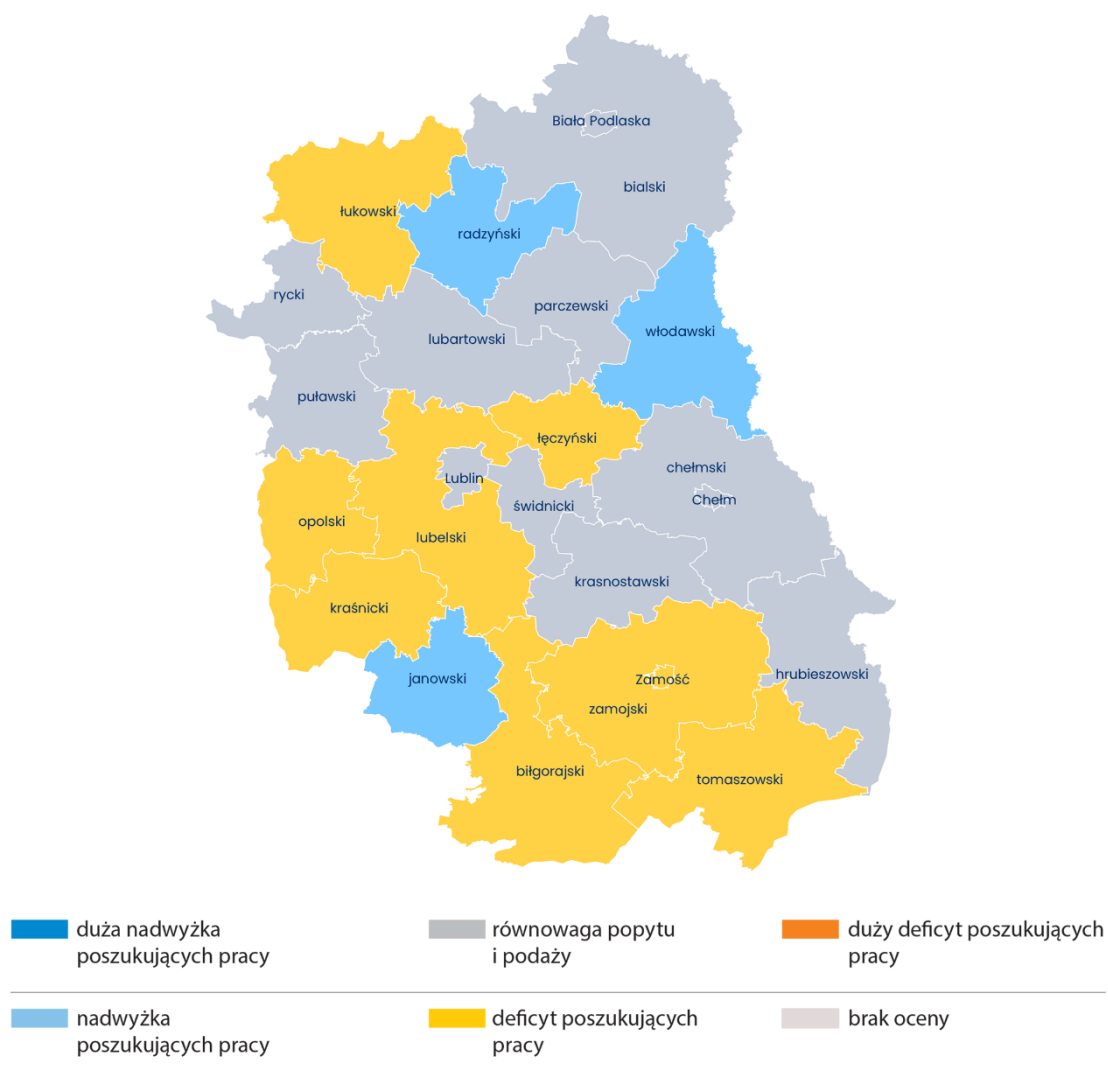 Biała Podlaska
bialski
łukowski
radzyński
rycki
parczewski
włodawski
lubartowski
puławski
łęczyński
chełmski
Lublin
Chełm
świdnicki
opolski
lubelski
krasnostawski
kraśnicki
hrubieszowski
janowski
Zamość
zamojski
biłgorajski
tomaszowski
duża nadwyżka
poszukujących pracy
równowaga popytu
i podaży
duży deficyt poszukujących
pracy
nadwyżka
poszukujących pracy
deficyt poszukujących
pracy
brak oceny